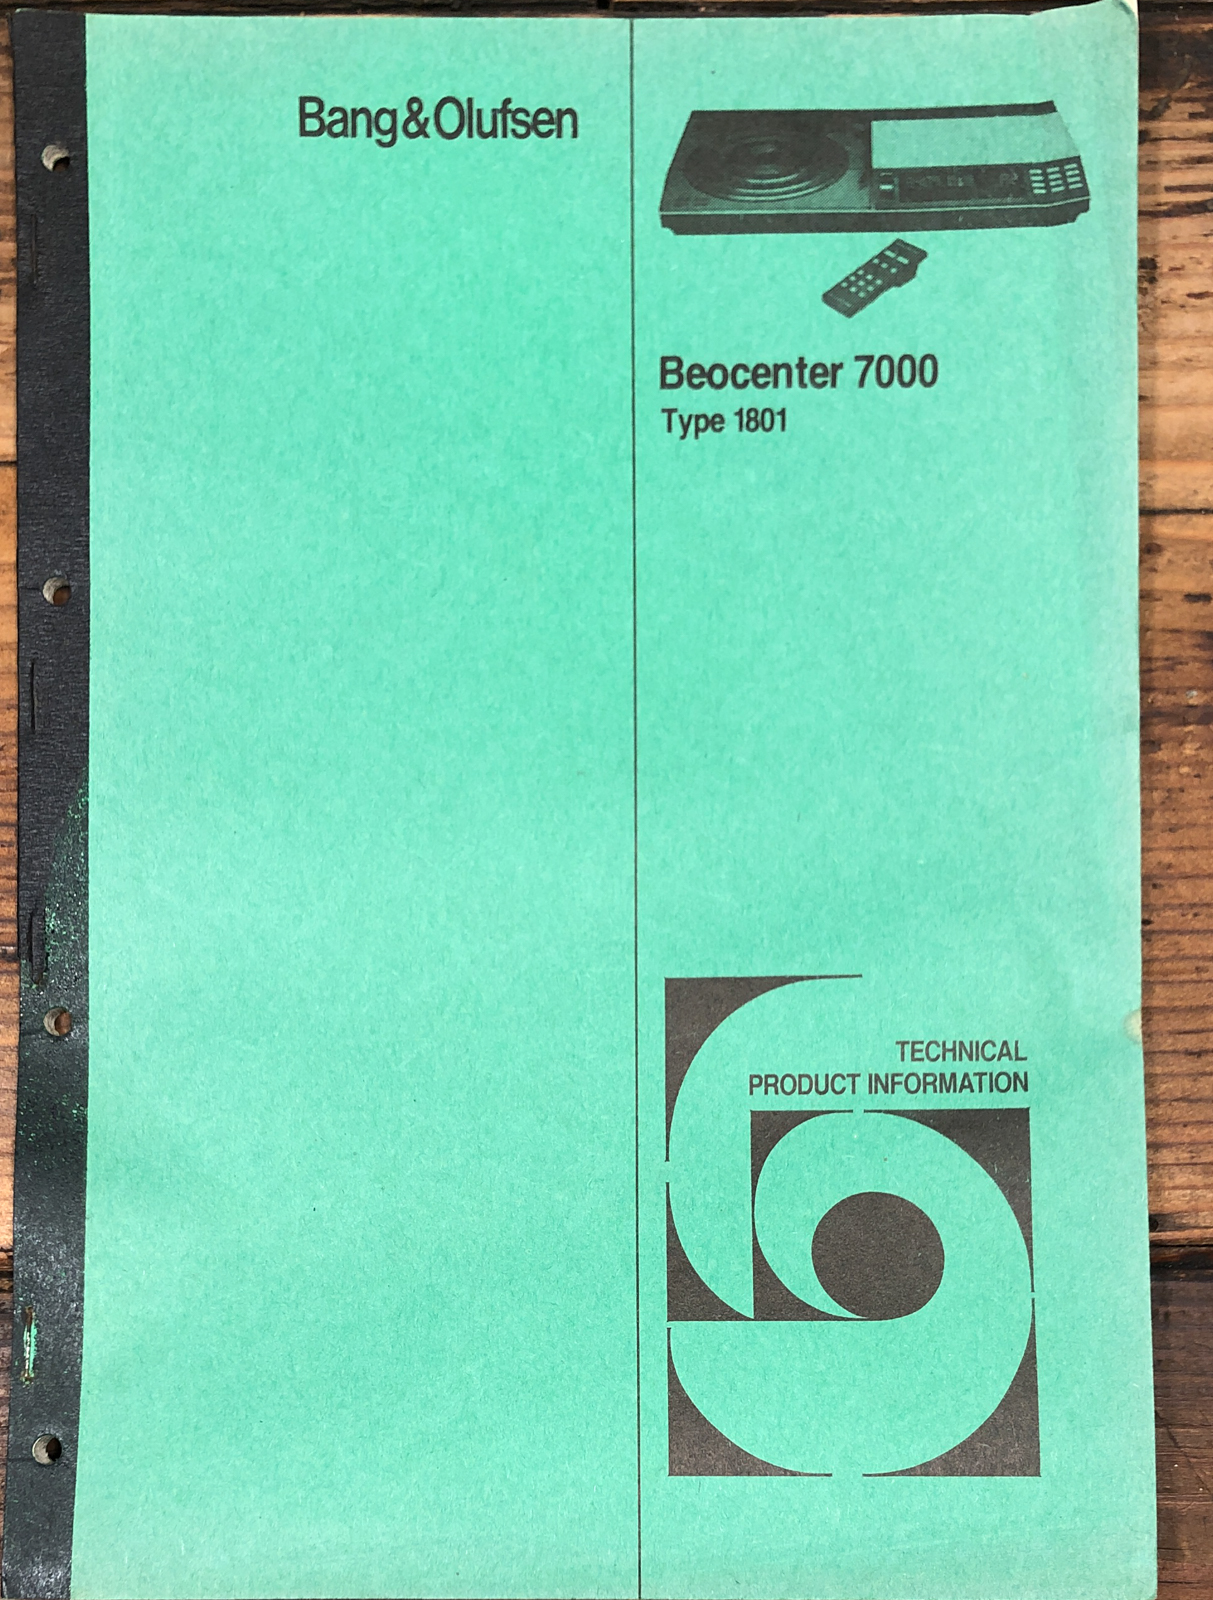 Bang&Olufsen
Beocenter 7000
Type 1801
TECHNICAL
PRODUCT INFORMATION